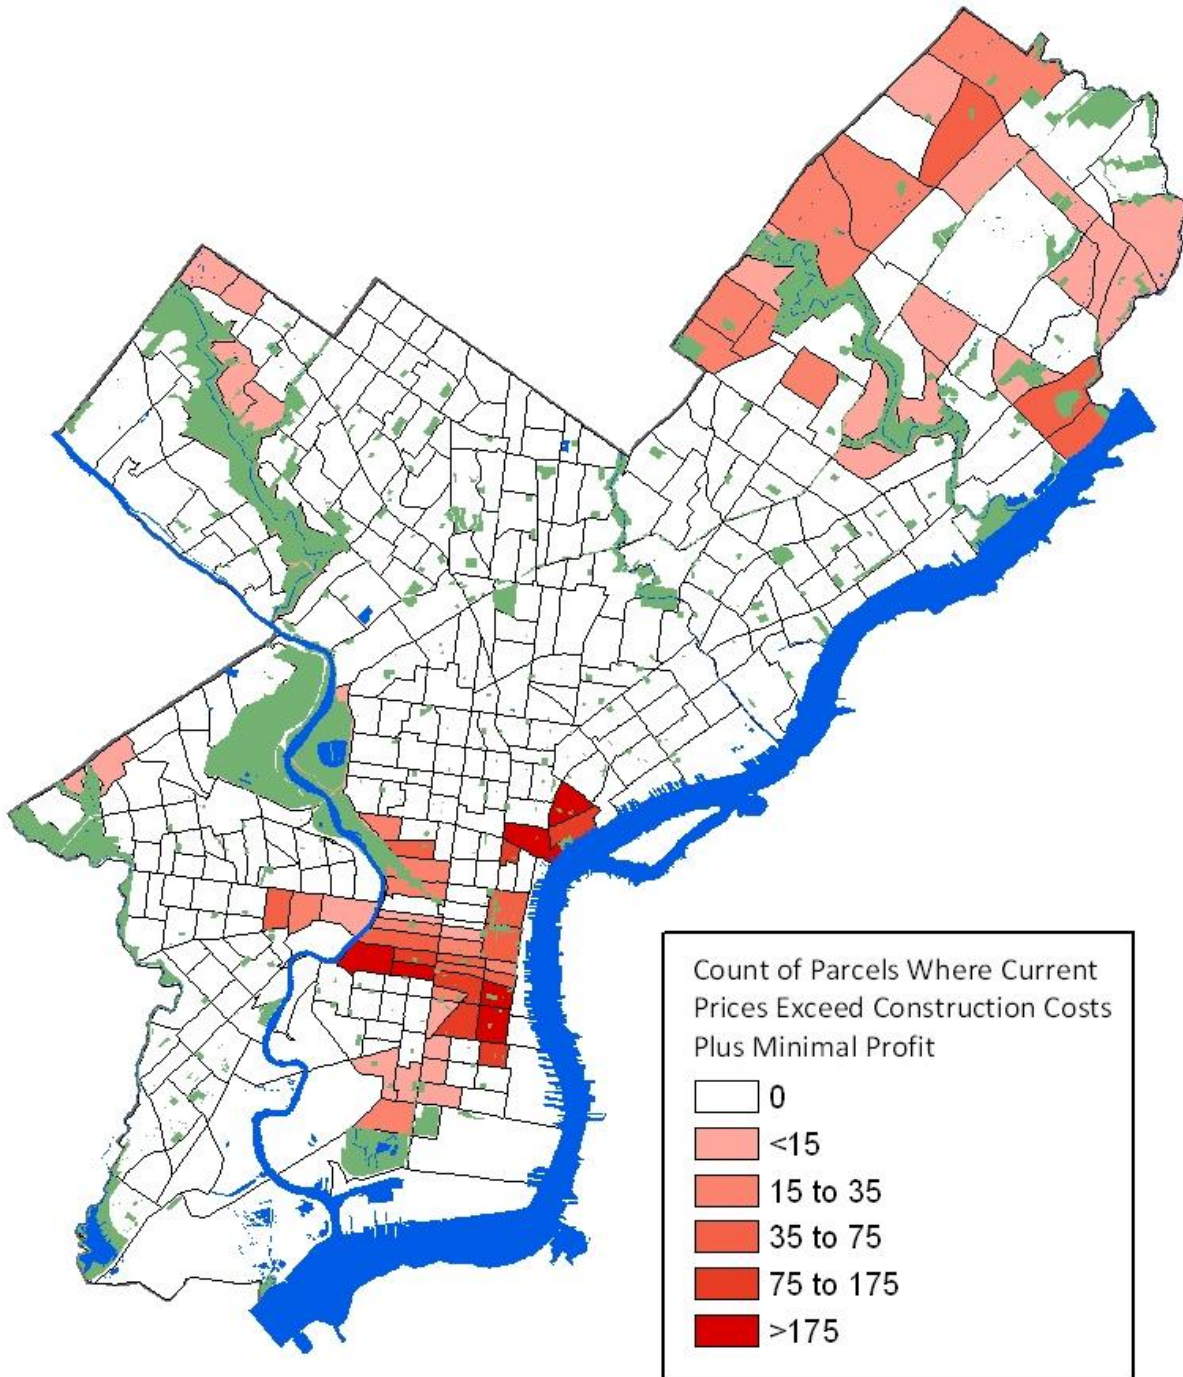 Count of Parcels Where Current
Prices Exceed Construction Costs
Plus Minimal Profit
0
<15
15 to 35
35 to 75
75 to 175
>175